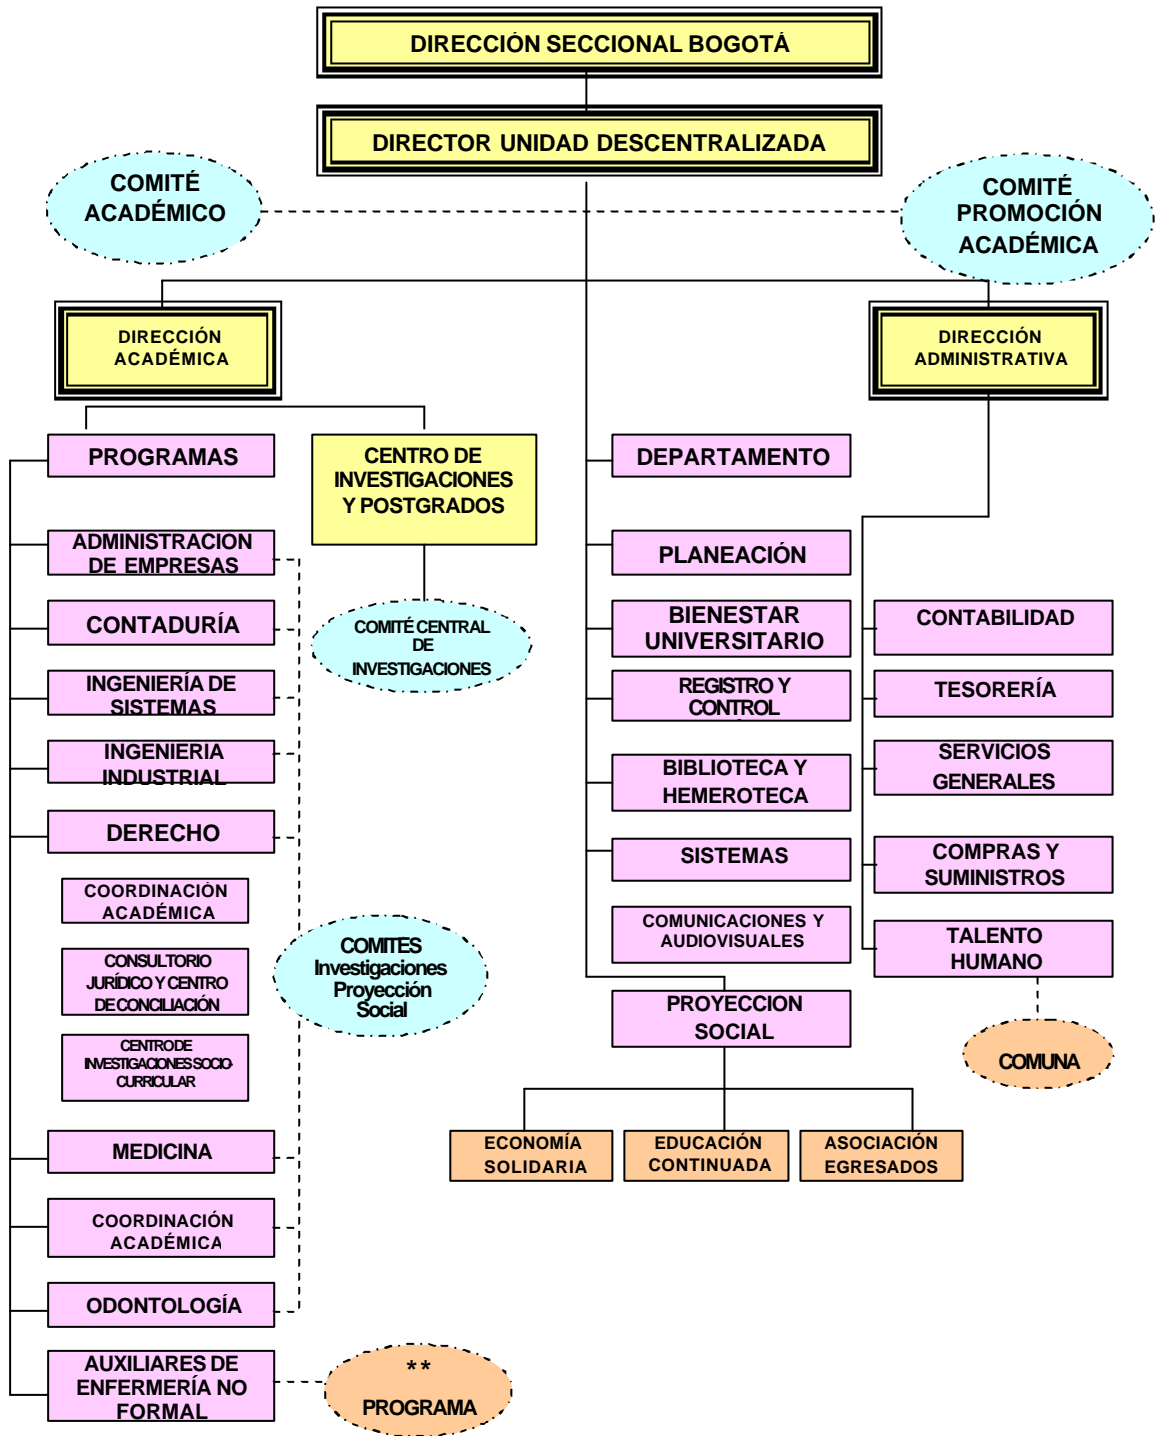 DIRECCIÓN SECCIONAL BOGOTÁ
DIRECTOR UNIDAD DESCENTRALIZADA
COMITÉ
ACADÉMICO
COMITÉ
PROMOCIÓN
ACADÉMICA
DIRECCIÓN
ACADÉMICA
DIRECCIÓN
ADMINISTRATIVA
PROGRAMAS
CENTRO DE
INVESTIGACIONES
Y POSTGRADOS
DEPARTAMENTO
ADMINISTRACION
DE EMPRESAS
PLANEACIÓN
CONTADURÍA
COMITÉ CENTRAL
DE
INVESTIGACIONES
BIENESTAR
UNIVERSITARIO
CONTABILIDAD
INGENIERÍA DE
SISTEMAS
REGISTRO Y
CONTROL
TESORERÍA
INGENIERIA
INDUSTRIAL
BIBLIOTECA Y
HEMEROTECA
SERVICIOS
GENERALES
DERECHO
SISTEMAS
COMPRAS Y
SUMINISTROS
COORDINACIÓN
ACADÉMICA
COMUNICACIONES Y
AUDIOVISUALES
TALENTO
HUMANO
CONSULTORIO
JURÍDICO Y CENTRO
DE CONCILIACIÓN
COMITES
Investigaciones
Proyección
Social
PROYECCION
SOCIAL
CENTRO DE
INVESTIGACIONES SOCIO-
CURRICULAR
COMUNA
MEDICINA
ECONOMÍA
SOLIDARIA
EDUCACIÓN
CONTINUADA
ASOCIACIÓN
EGRESADOS
COORDINACIÓN
ACADÉMICA
ODONTOLOGÍA
AUXILIARES DE
ENFERMERÍA NO
FORMAL
**
PROGRAMA